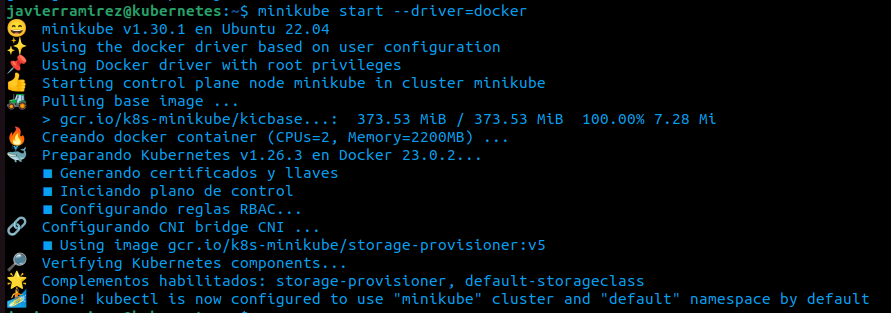 javierramirez@kubernetes:~$ minikube start --driver=docker
😄 minikube v1.30.1 en Ubuntu 22.04
✨ Using the docker driver based on user configuration
📌 Using Docker driver with root privileges
👍 Starting control plane node minikube in cluster minikube
🚜 Pulling base image ...
> gcr.io/k8s-minikube/kicbase...: 373.53 MiB / 373.53 MiB 100.00% 7.28 Mi
🔥 Creando docker container (CPUs=2, Memory=2200MB) ...
🐳 Preparando Kubernetes v1.26.3 en Docker 23.0.2...
■ Generando certificados y llaves
■ Iniciando plano de control
■ Configurando reglas RBAC...
🔗 Configurando CNI bridge CNI ...
■ Using image gcr.io/k8s-minikube/storage-provisioner:v5
🔎 Verifying Kubernetes components...
🌟 Complementos habilitados: storage-provisioner, default-storageclass
🏄 Done! kubectl is now configured to use "minikube" cluster and "default" namespace by default